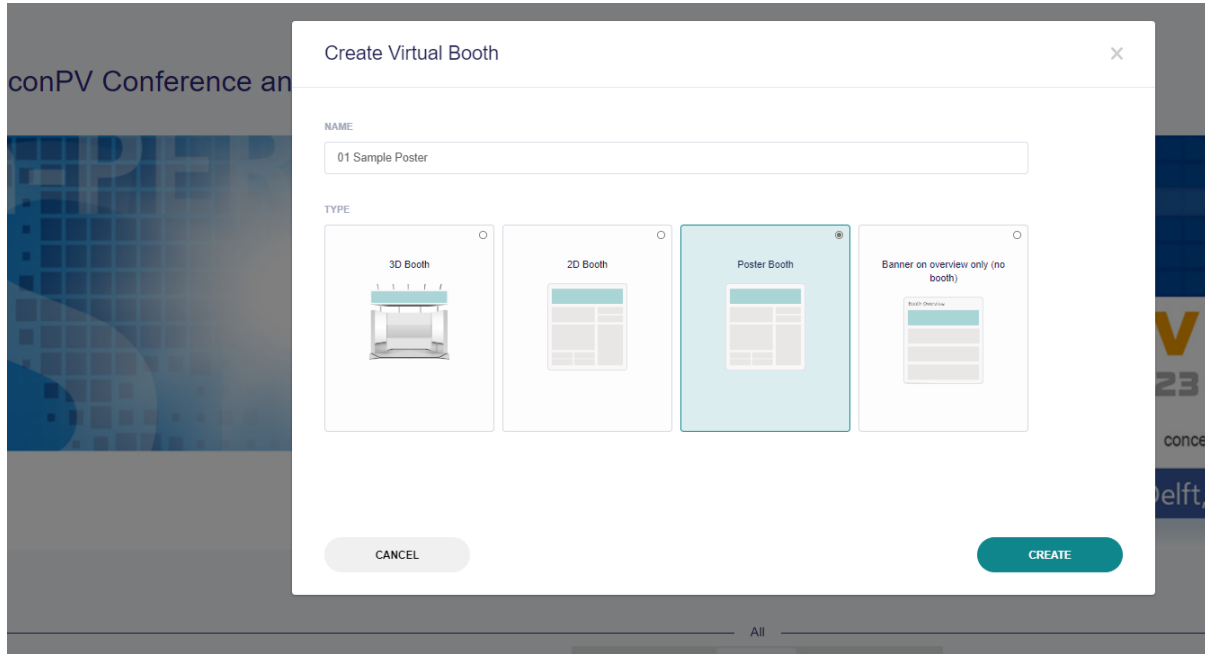 Create Virtual Booth
conPV Conference an
NAME
01 Sample Poster
TYPE
3D Booth
2D Booth
Poster Booth
Banner on overview only (no
booth)
Booth Overview
V
23
conce
Delft,
CANCEL
CREATE
All